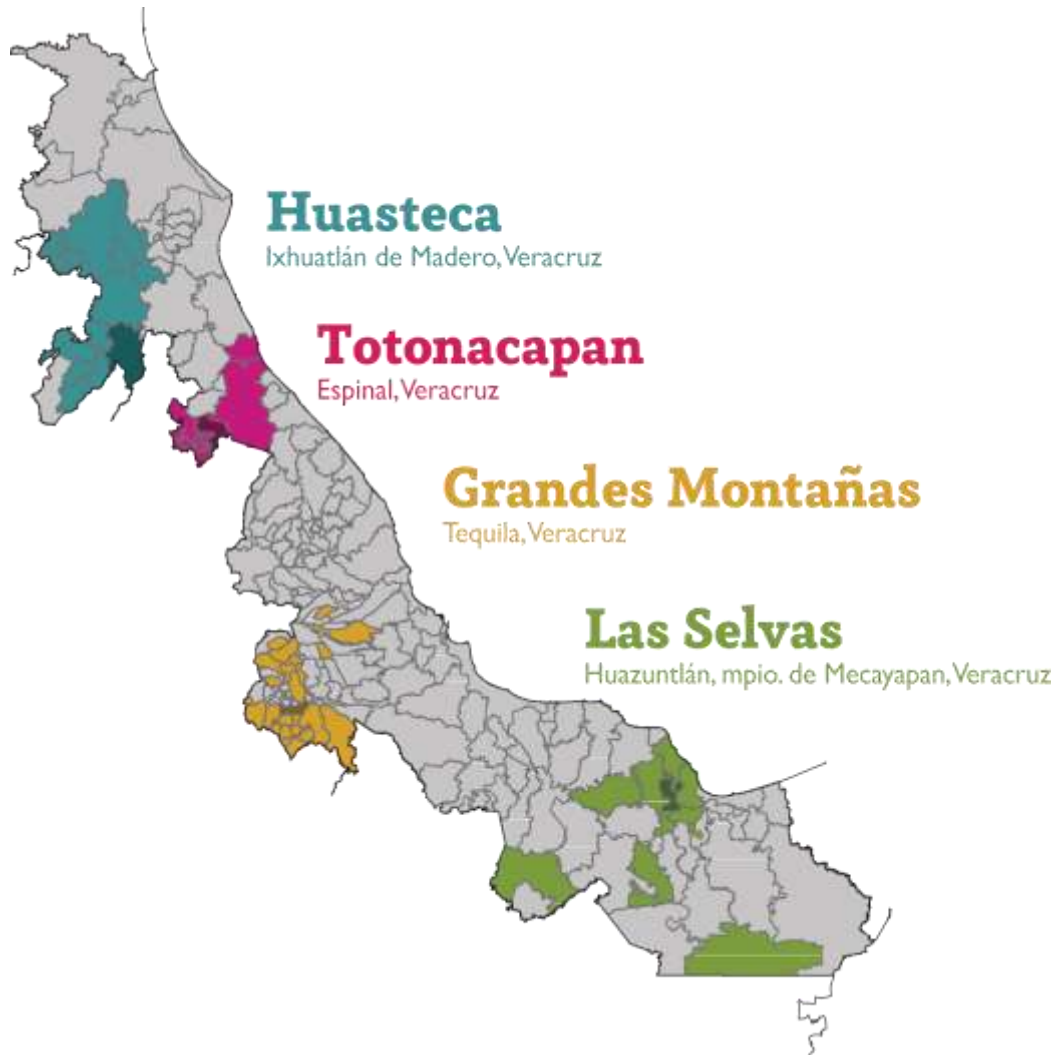 Huasteca
Ixhuatlán de Madero, Veracruz
Totonacapan
Espinal, Veracruz
Grandes Montañas
Tequila, Veracruz
Las Selvas
Huazuntlán, mpio. de Mecayapan, Veracruz